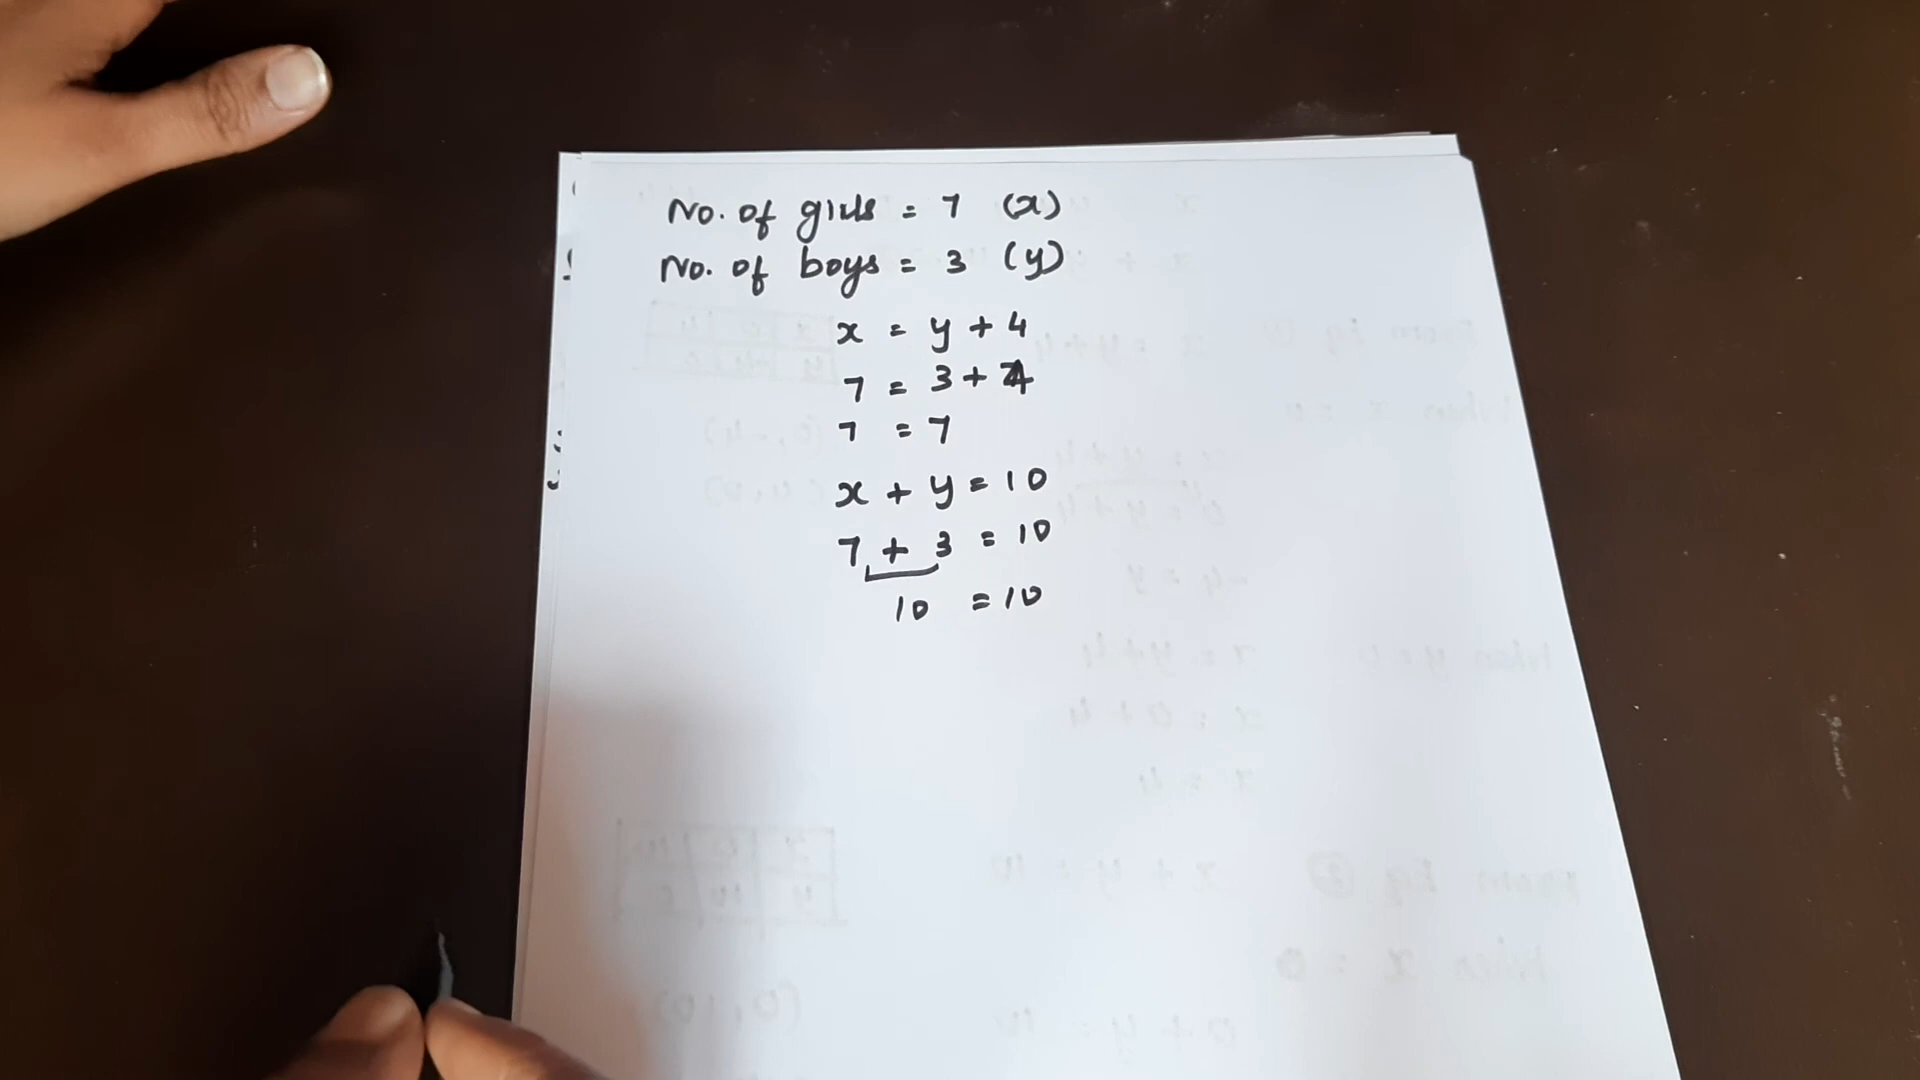 No. of girls = 7 (x)
No. of boys = 3 (y)
x = y + 4
7 = 3 + 4
7 = 7
x + y = 10
7 + 3 = 10
10 = 10